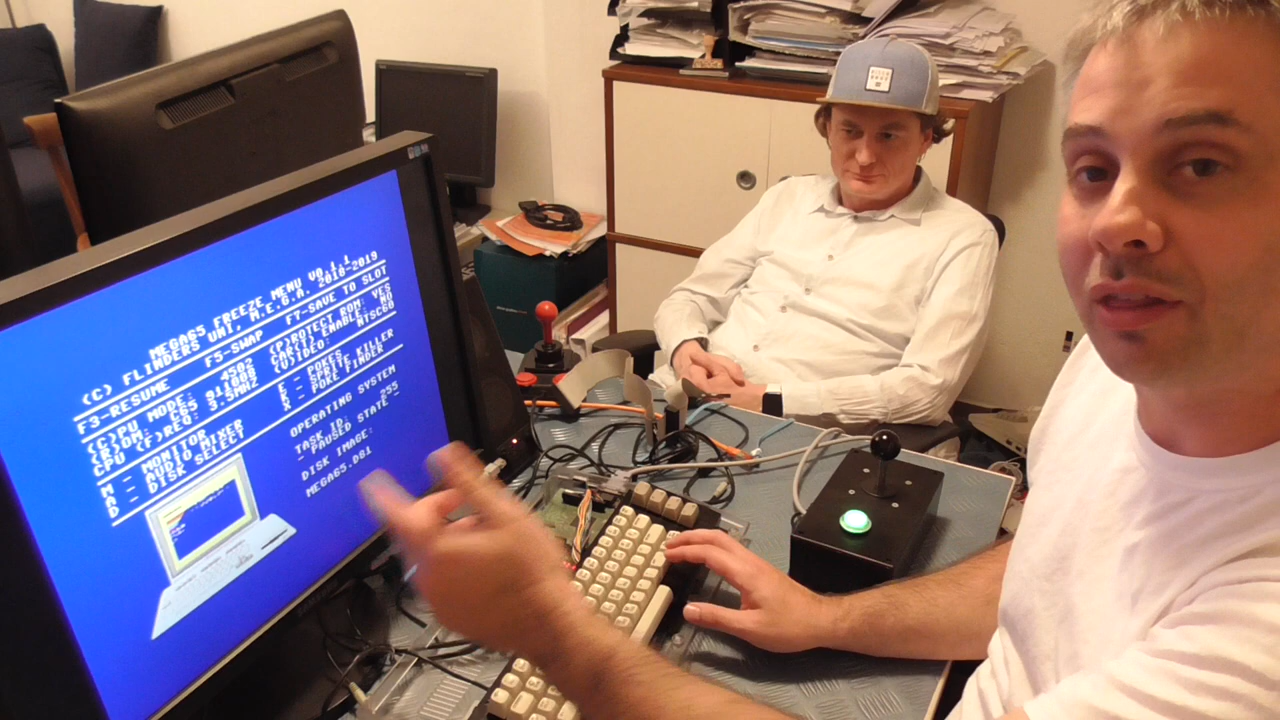 MEGA65 FREEZE MENU V0.1.1
(C) FLINDERS UNI, M.E.G.A. 2018-2019
F3-RESUME F5-SWAP F7-SAVE TO SLOT
(C)PU MODE: 4502 (P)ROTECT ROM: YES
(R)OM: C65 911008 CAR(T) ENABLE: NO
CPU (F)REQ: 3.5MHZ (V)IDEO: NTSC60
M - MONITOR E - POKES
A - AUDIO MIXER K - SPRITE KILLER
D - DISK SELECT X - POKE FINDER
OPERATING SYSTEM
TASK ID: 255
PAUSED STATE
DISK IMAGE:
MEGA65.D81